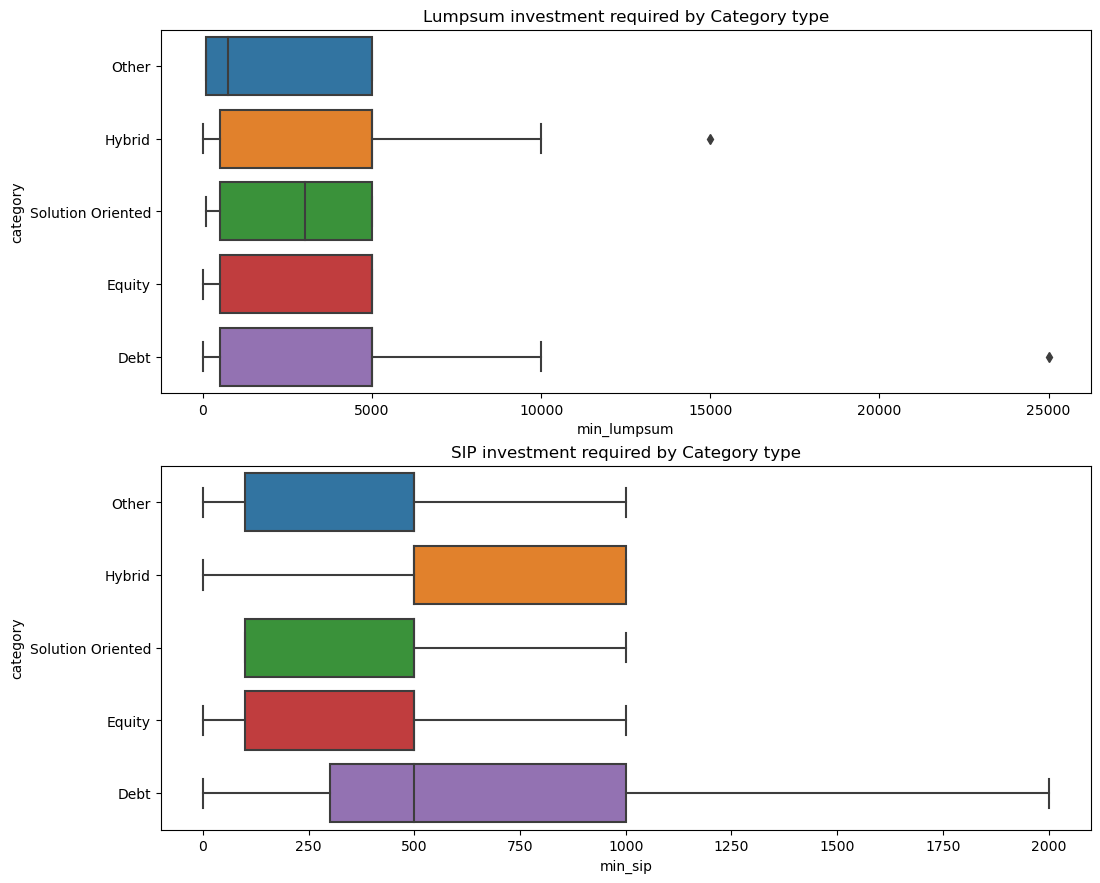 Lumpsum investment required by Category type
category
Other
Hybrid
Solution Oriented
Equity
Debt
0 5000 10000 15000 20000 25000
min_lumpsum
SIP investment required by Category type
category
Other
Hybrid
Solution Oriented
Equity
Debt
0 250 500 750 1000 1250 1500 1750 2000
min_sip